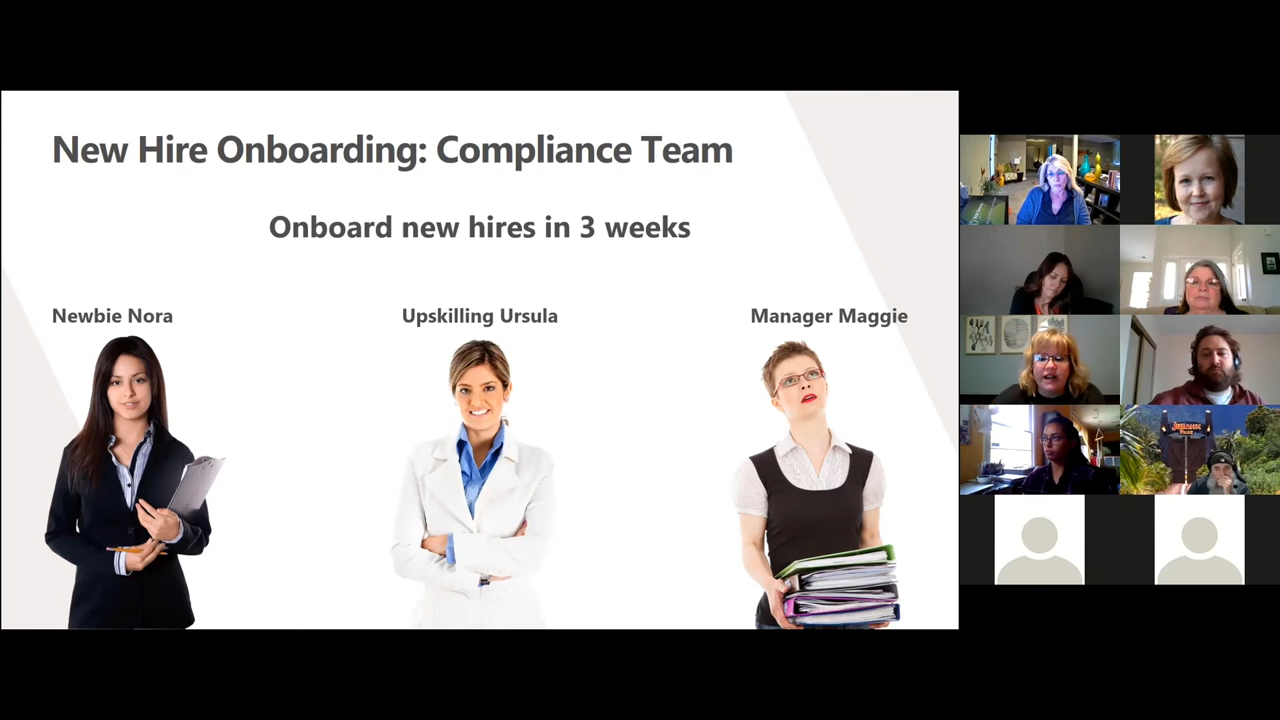 New Hire Onboarding: Compliance Team
Onboard new hires in 3 weeks
Newbie Nora
Upskilling Ursula
Manager Maggie